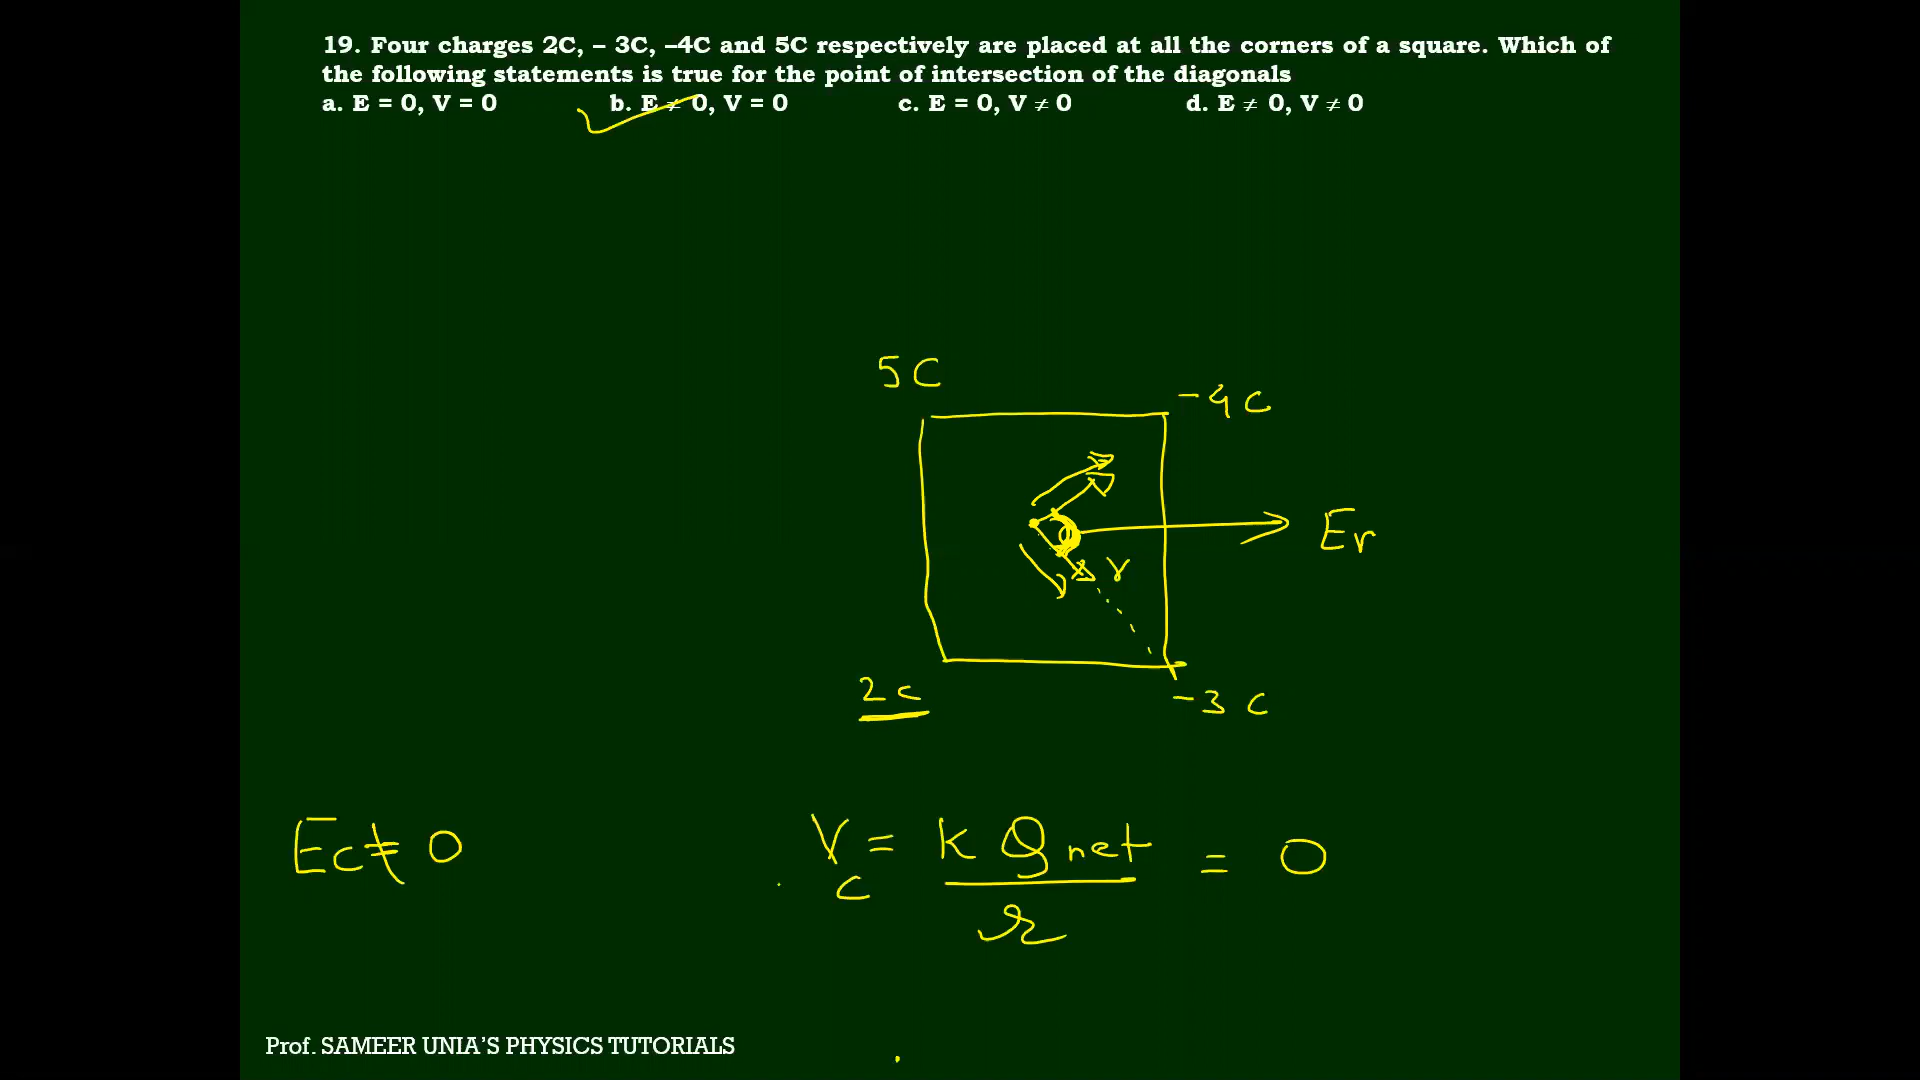 19. Four charges 2C, – 3C, –4C and 5C respectively are placed at all the corners of a square. Which of
the following statements is true for the point of intersection of the diagonals
a. E = 0, V = 0 b. E ≠ 0, V = 0 c. E = 0, V ≠ 0 d. E ≠ 0, V ≠ 0
5C
-4C
Er
r
2C
-3C
Ec ≠ 0
Vc = K Qnet / r = 0
Prof. SAMEER UNIA'S PHYSICS TUTORIALS